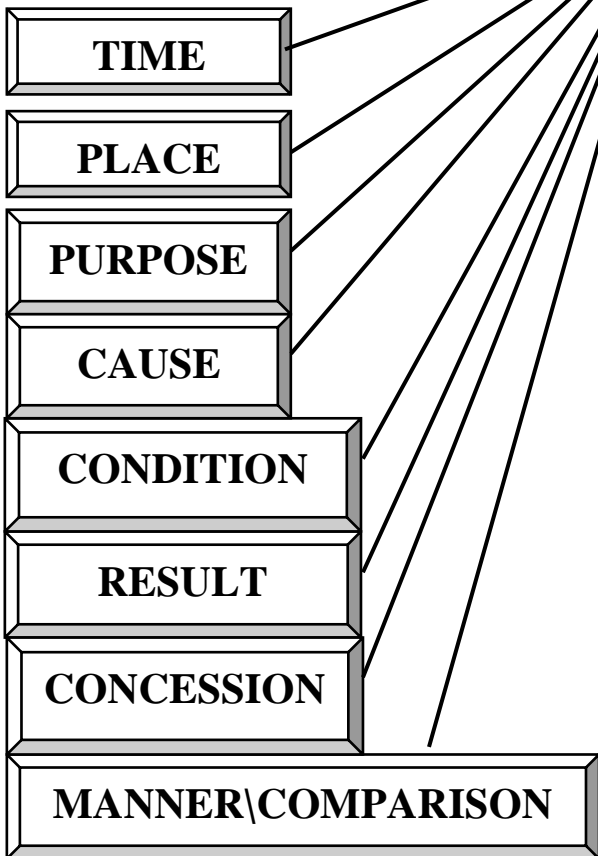 TIME
PLACE
PURPOSE
CAUSE
CONDITION
RESULT
CONCESSION
MANNER\COMPARISON